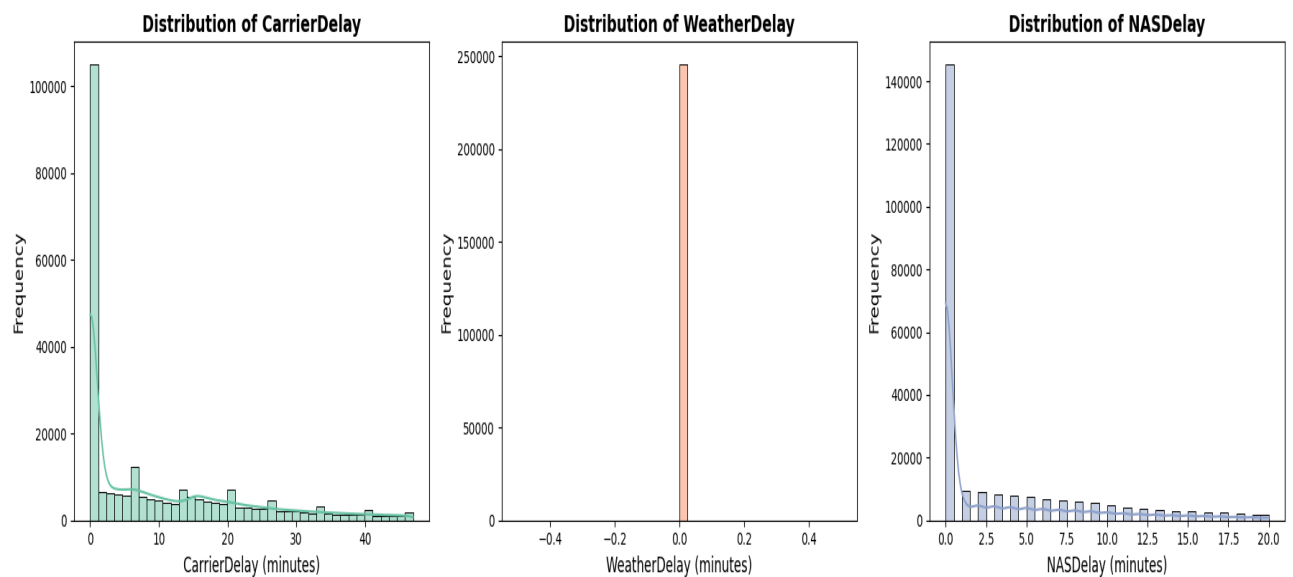 Distribution of CarrierDelay
Frequency
100000
80000
60000
40000
20000
0
0 10 20 30 40
CarrierDelay (minutes)
Distribution of WeatherDelay
Frequency
250000
200000
150000
100000
50000
0
−0.4 −0.2 0.0 0.2 0.4
WeatherDelay (minutes)
Distribution of NASDelay
Frequency
140000
120000
100000
80000
60000
40000
20000
0
0.0 2.5 5.0 7.5 10.0 12.5 15.0 17.5 20.0
NASDelay (minutes)